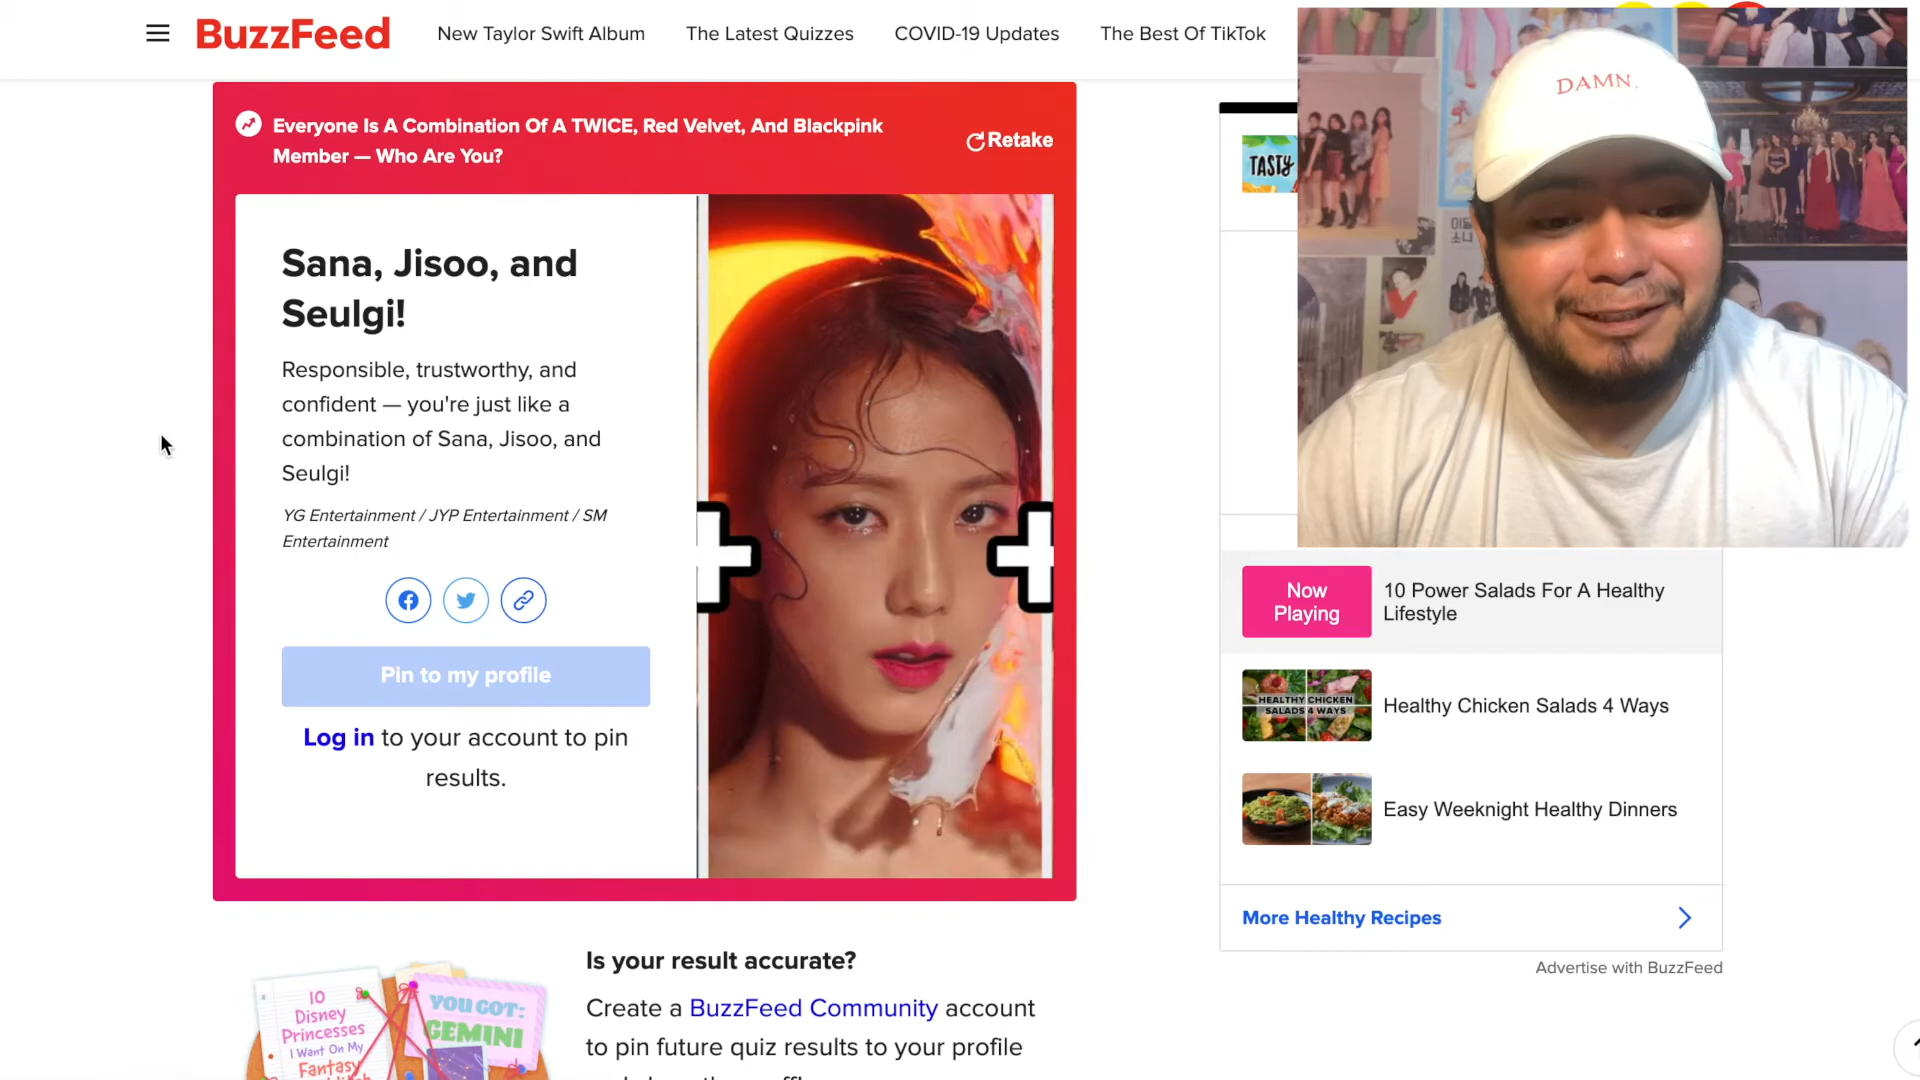 BuzzFeed
New Taylor Swift Album
The Latest Quizzes
COVID-19 Updates
The Best Of TikTok
Everyone Is A Combination Of A TWICE, Red Velvet, And Blackpink
Member — Who Are You?
Retake
Sana, Jisoo, and
Seulgi!
Responsible, trustworthy, and
confident — you're just like a
combination of Sana, Jisoo, and
Seulgi!
YG Entertainment / JYP Entertainment / SM
Entertainment
Pin to my profile
Log in to your account to pin
results.
Is your result accurate?
Create a BuzzFeed Community account
to pin future quiz results to your profile
10
Disney
Princesses
I Want On My
Fantasy
YOU GOT:
GEMINI
TASTY
DAMN.
Now
Playing
10 Power Salads For A Healthy
Lifestyle
HEALTHY CHICKEN
SALADS 4 WAYS
Healthy Chicken Salads 4 Ways
Easy Weeknight Healthy Dinners
More Healthy Recipes
Advertise with BuzzFeed